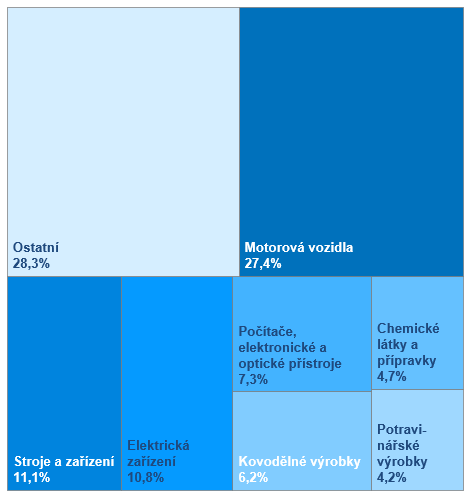 Ostatní
28,3%
Motorová vozidla
27,4%
Stroje a zařízení
11,1%
Elektrická
zařízení
10,8%
Počítače,
elektronické a
optické přístroje
7,3%
Kovodělné výrobky
6,2%
Chemické
látky a
přípravky
4,7%
Potravi-
nářské
výrobky
4,2%